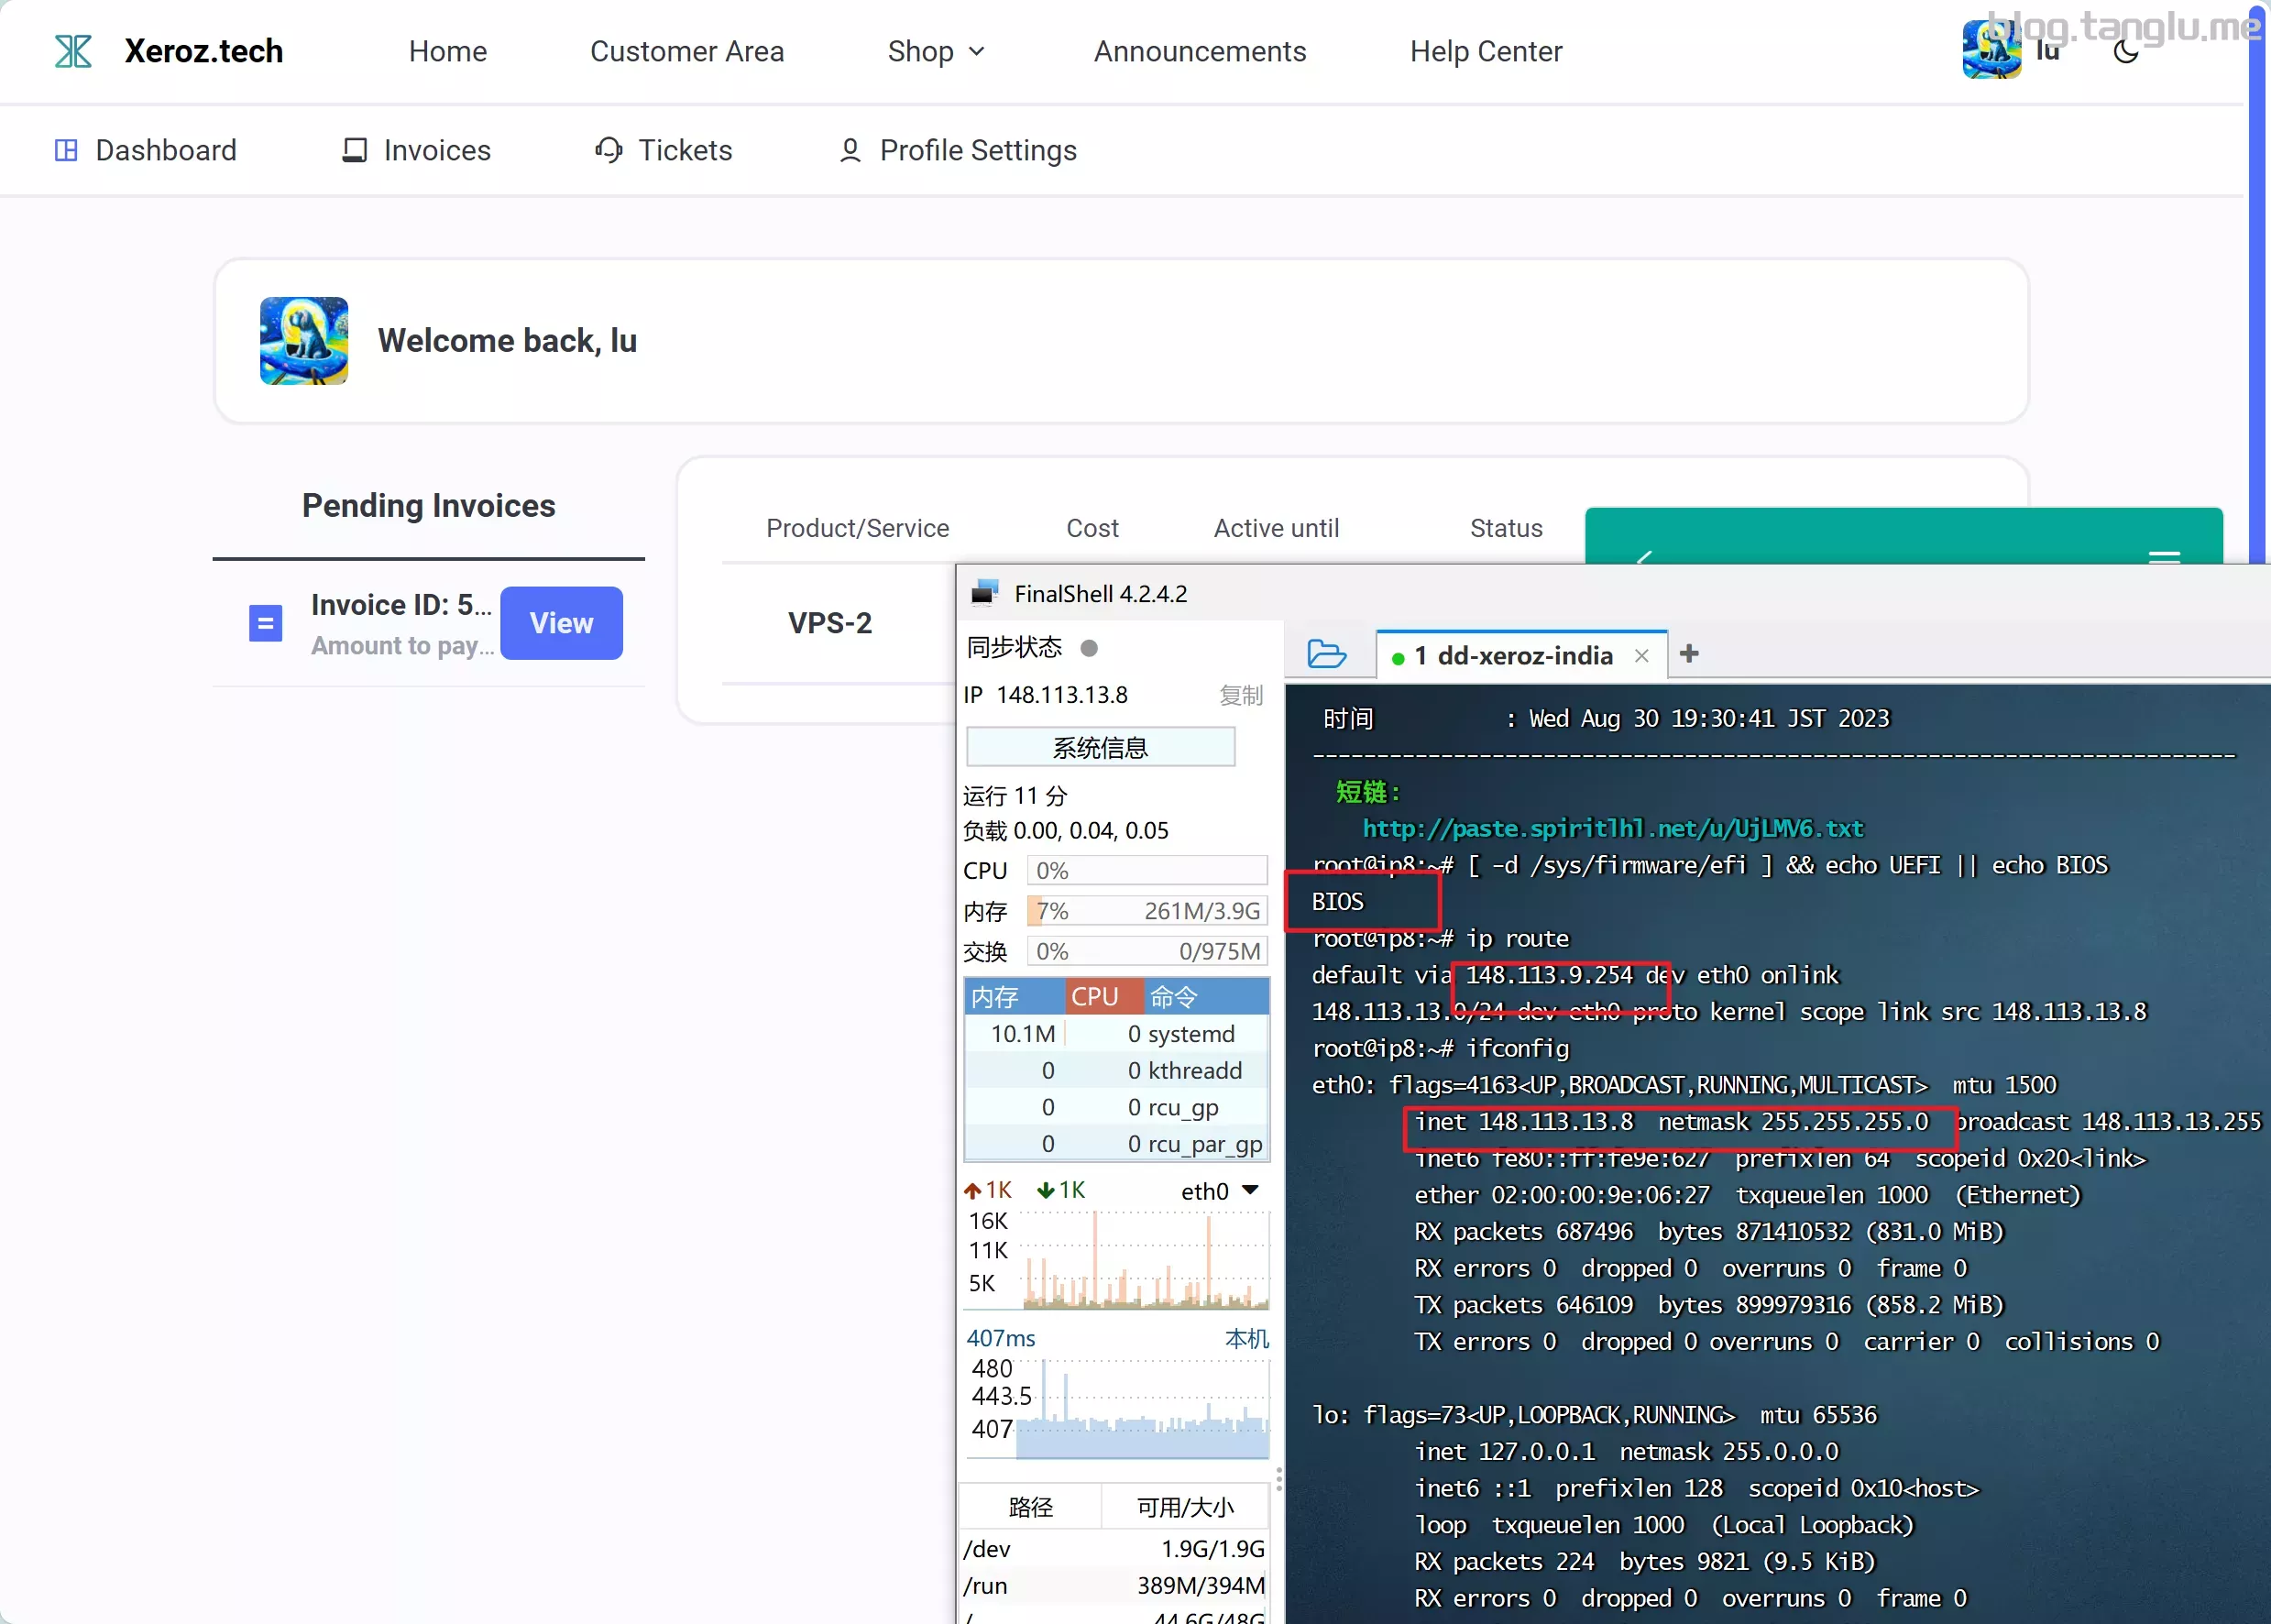 blog.tanglu.me
Xeroz.tech Home Customer Area Shop Announcements Help Center lu
Dashboard Invoices Tickets Profile Settings
Welcome back, lu
Pending Invoices
Invoice ID: 5...
Amount to pay...
View
Product/Service Cost Active until Status
VPS-2
FinalShell 4.2.4.2
同步状态
IP 148.113.13.8 复制
系统信息
运行 11 分
负载 0.00, 0.04, 0.05
CPU 0%
内存 7% 261M/3.9G
交换 0% 0/975M
内存 CPU 命令
10.1M 0 systemd
0 0 kthreadd
0 0 rcu_gp
0 0 rcu_par_gp
1K 1K eth0
16K
11K
5K
407ms 本机
480
443.5
407
路径 可用/大小
/dev 1.9G/1.9G
/run 389M/394M
/ 44.6G/48G
1 dd-xeroz-india
时间 : Wed Aug 30 19:30:41 JST 2023
------------------------------------------------------------------------
短链:
http://paste.spiritlhl.net/u/UjLMV6.txt
root@ip8:~# [ -d /sys/firmware/efi ] && echo UEFI || echo BIOS
BIOS
root@ip8:~# ip route
default via 148.113.9.254 dev eth0 onlink
148.113.13.0/24 dev eth0 proto kernel scope link src 148.113.13.8
root@ip8:~# ifconfig
eth0: flags=4163<UP,BROADCAST,RUNNING,MULTICAST> mtu 1500
inet 148.113.13.8 netmask 255.255.255.0 broadcast 148.113.13.255
inet6 fe80::ff:fe9e:627 prefixlen 64 scopeid 0x20<link>
ether 02:00:00:9e:06:27 txqueuelen 1000 (Ethernet)
RX packets 687496 bytes 871410532 (831.0 MiB)
RX errors 0 dropped 0 overruns 0 frame 0
TX packets 646109 bytes 899979316 (858.2 MiB)
TX errors 0 dropped 0 overruns 0 carrier 0 collisions 0
lo: flags=73<UP,LOOPBACK,RUNNING> mtu 65536
inet 127.0.0.1 netmask 255.0.0.0
inet6 ::1 prefixlen 128 scopeid 0x10<host>
loop txqueuelen 1000 (Local Loopback)
RX packets 224 bytes 9821 (9.5 KiB)
RX errors 0 dropped 0 overruns 0 frame 0